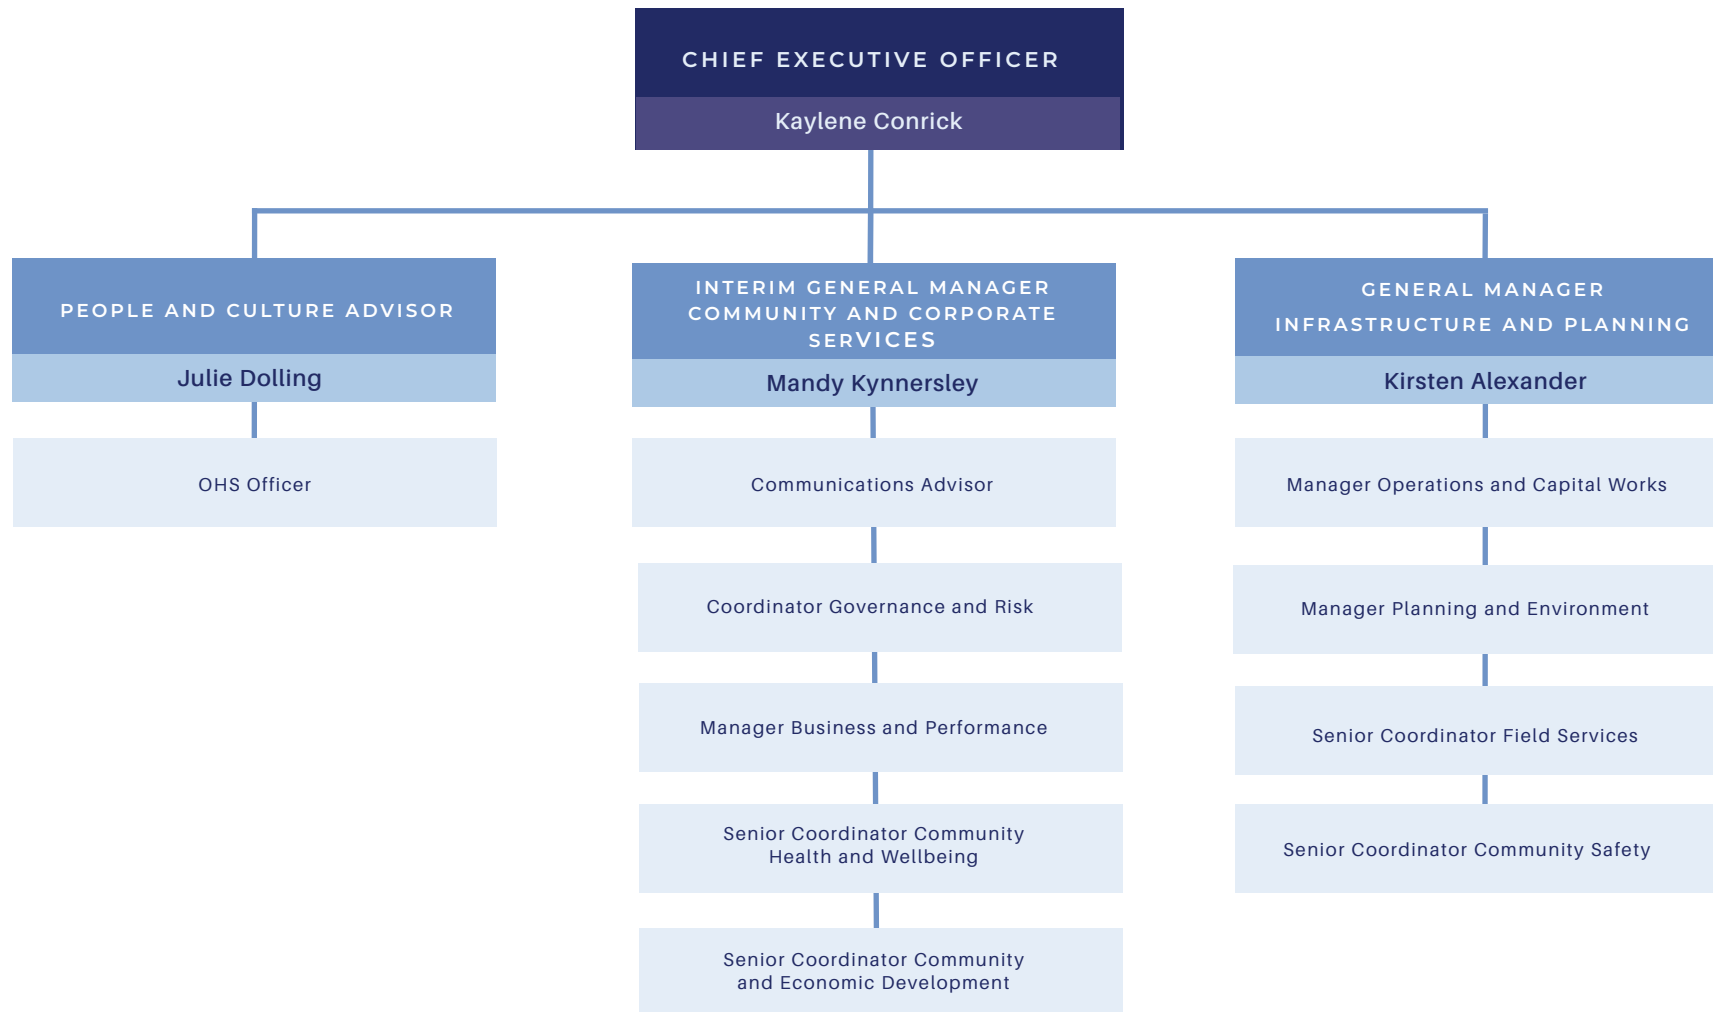 CHIEF EXECUTIVE OFFICER
Kaylene Conrick
PEOPLE AND CULTURE ADVISOR
Julie Dolling
OHS Officer
INTERIM GENERAL MANAGER
COMMUNITY AND CORPORATE
SERVICES
Mandy Kynnersley
Communications Advisor
Coordinator Governance and Risk
Manager Business and Performance
Senior Coordinator Community
Health and Wellbeing
Senior Coordinator Community
and Economic Development
GENERAL MANAGER
INFRASTRUCTURE AND PLANNING
Kirsten Alexander
Manager Operations and Capital Works
Manager Planning and Environment
Senior Coordinator Field Services
Senior Coordinator Community Safety